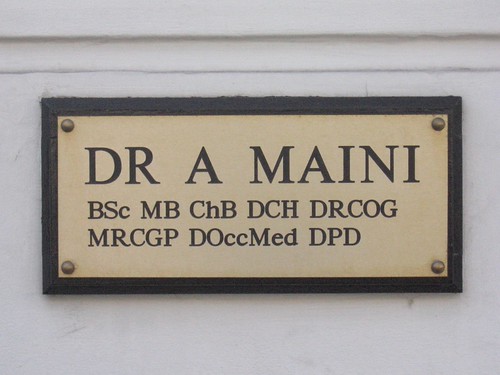 DR A MAINI
BSc MB ChB DCH DRCOG
MRCGP DOccMed DPD